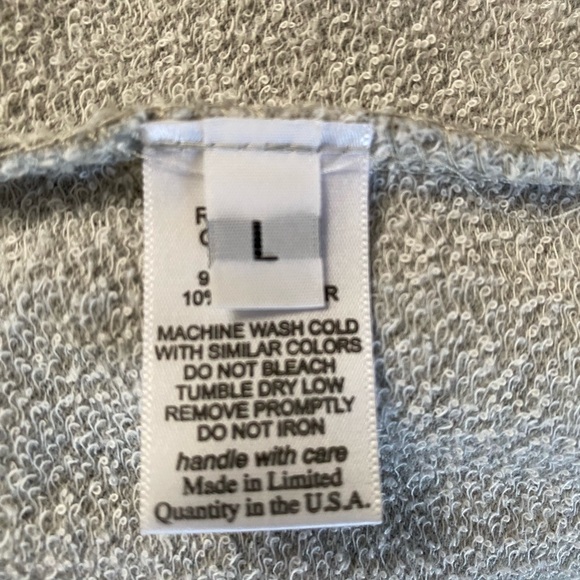 L
MACHINE WASH COLD
WITH SIMILAR COLORS
DO NOT BLEACH
TUMBLE DRY LOW
REMOVE PROMPTLY
DO NOT IRON
handle with care
Made in Limited
Quantity in the U.S.A.